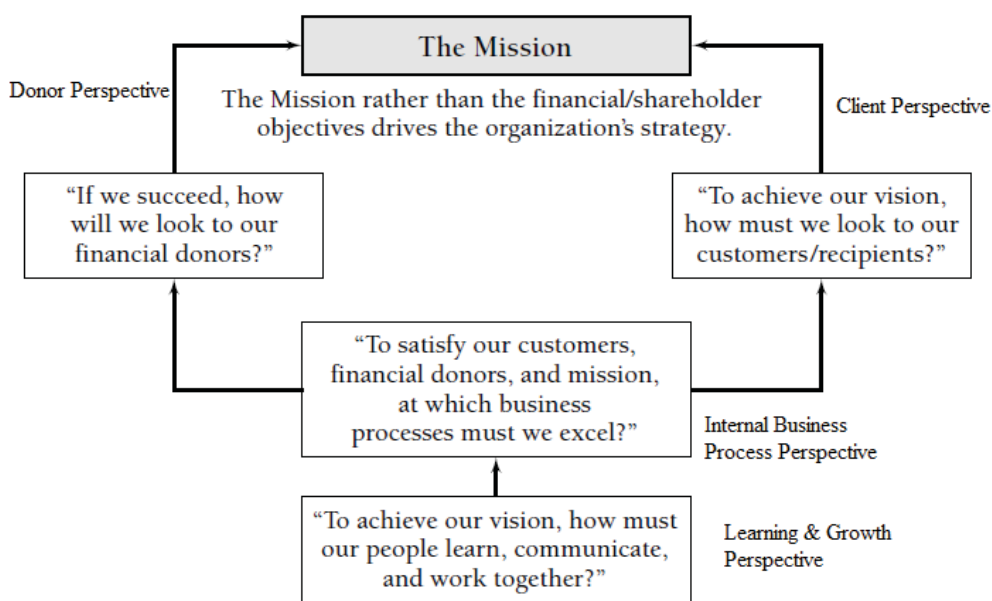 The Mission
Donor Perspective
The Mission rather than the financial/shareholder
objectives drives the organization's strategy.
Client Perspective
“If we succeed, how
will we look to our
financial donors?”
“To achieve our vision,
how must we look to our
customers/recipients?”
“To satisfy our customers,
financial donors, and mission,
at which business
processes must we excel?”
Internal Business
Process Perspective
“To achieve our vision, how must
our people learn, communicate,
and work together?”
Learning & Growth
Perspective